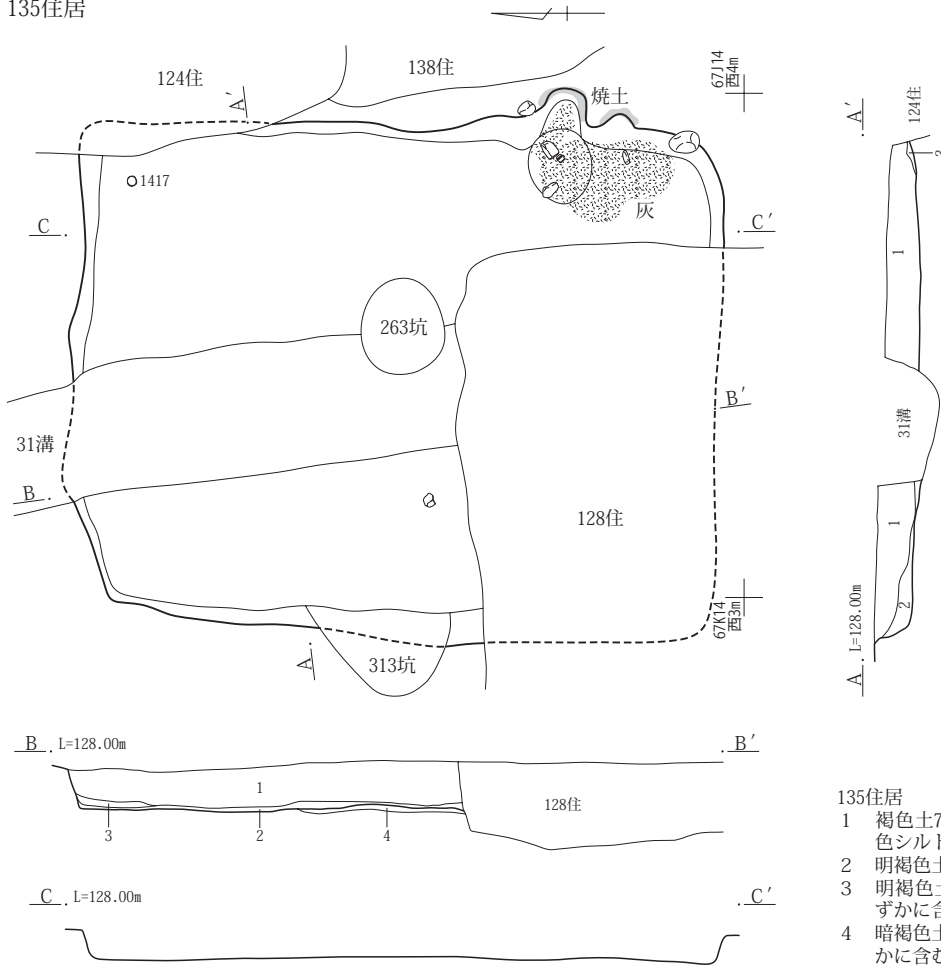 135住居
124住
138住
A′
焼土
67J14
西4m
1417
C
灰
C′
263坑
31溝
B
B′
128住
67K14
西3m
A
313坑
A′
124住
1
31溝
1
2
A L=128.00m
B L=128.00m
B′
1
128住
3
2
4
C L=128.00m
C′
135住居
1 褐色土7
色シルト
2 明褐色土
3 明褐色土
ずかに含
4 暗褐色土
かに含む